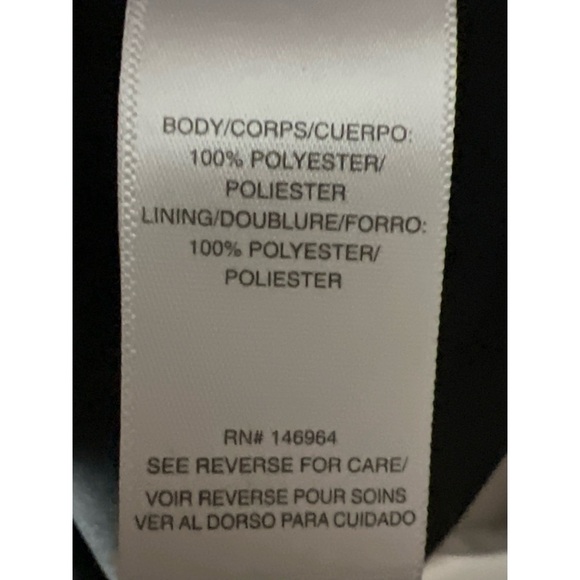 BODY/CORPS/CUERPO:
100% POLYESTER/
POLIESTER
LINING/DOUBLURE/FORRO:
100% POLYESTER/
POLIESTER
RN# 146964
SEE REVERSE FOR CARE/
VOIR REVERSE POUR SOINS
VER AL DORSO PARA CUIDADO